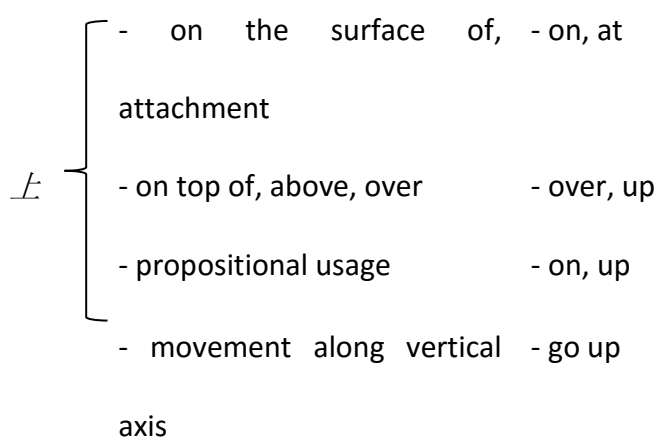 - on the surface of, - on, at
attachment
上 - on top of, above, over - over, up
- propositional usage - on, up
- movement along vertical - go up
axis